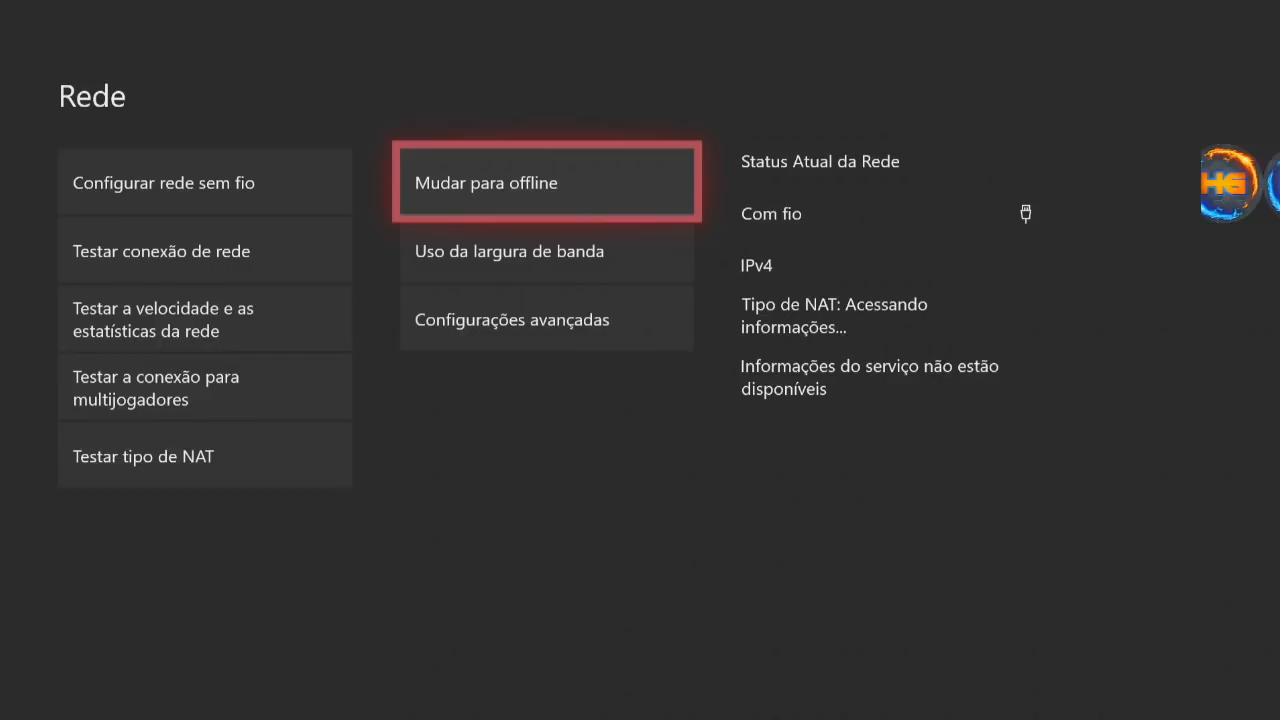 Rede
Configurar rede sem fio
Testar conexão de rede
Testar a velocidade e as
estatísticas da rede
Testar a conexão para
multijogadores
Testar tipo de NAT
Mudar para offline
Uso da largura de banda
Configurações avançadas
Status Atual da Rede
Com fio
IPv4
Tipo de NAT: Acessando
informações...
Informações do serviço não estão
disponíveis
HG